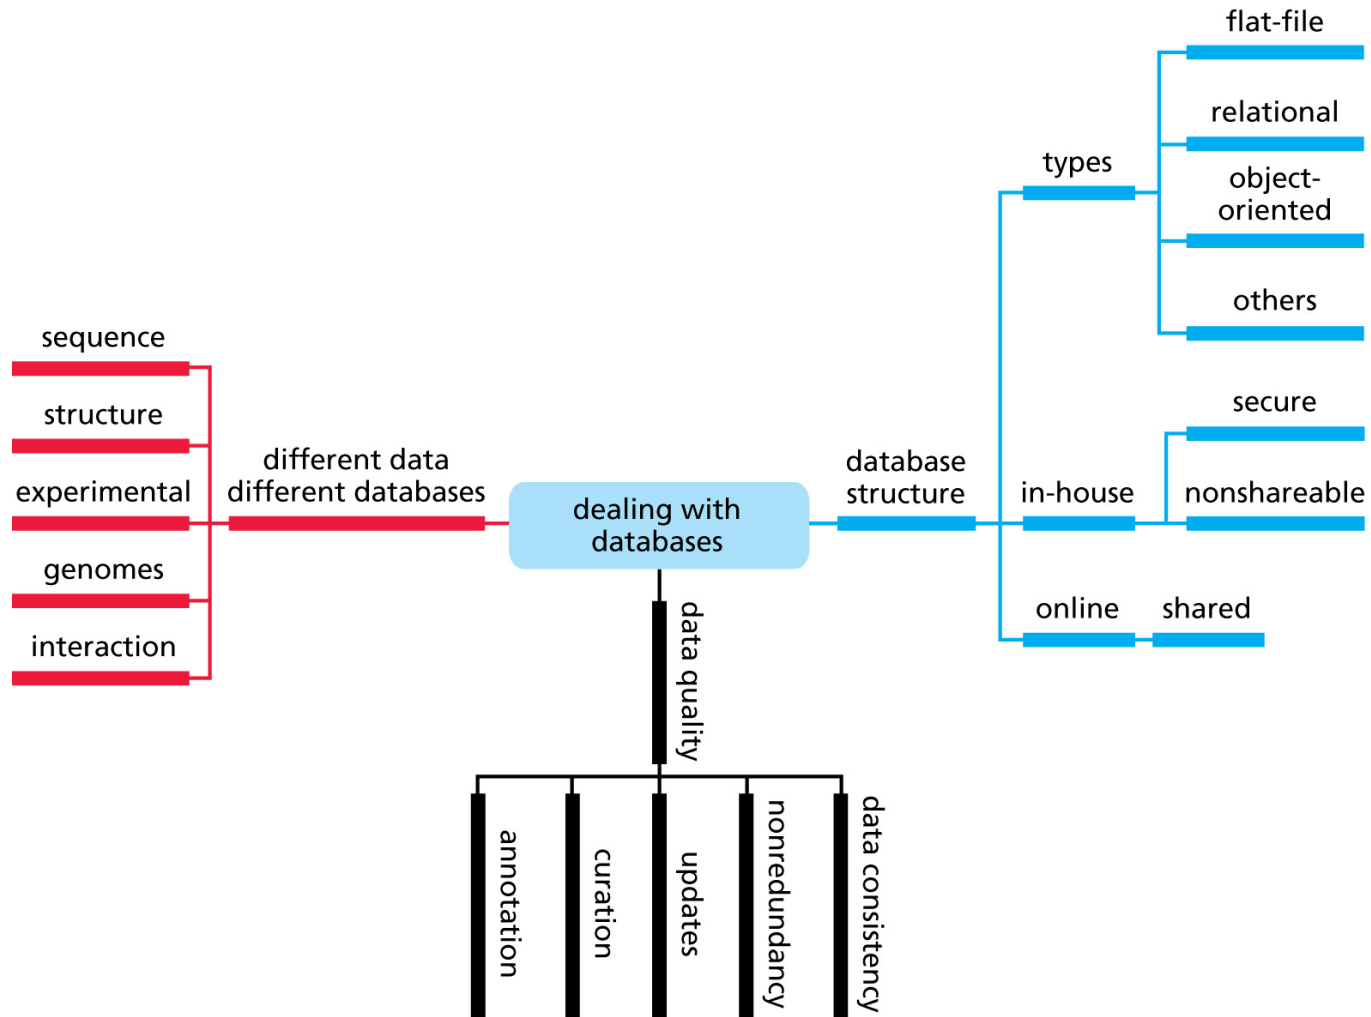 flat-file
relational
types
object-
oriented
others
sequence
structure
experimental
genomes
interaction
different data
different databases
dealing with
databases
database
structure
secure
in-house
nonshareable
online
shared
data quality
annotation
curation
updates
nonredundancy
data consistency